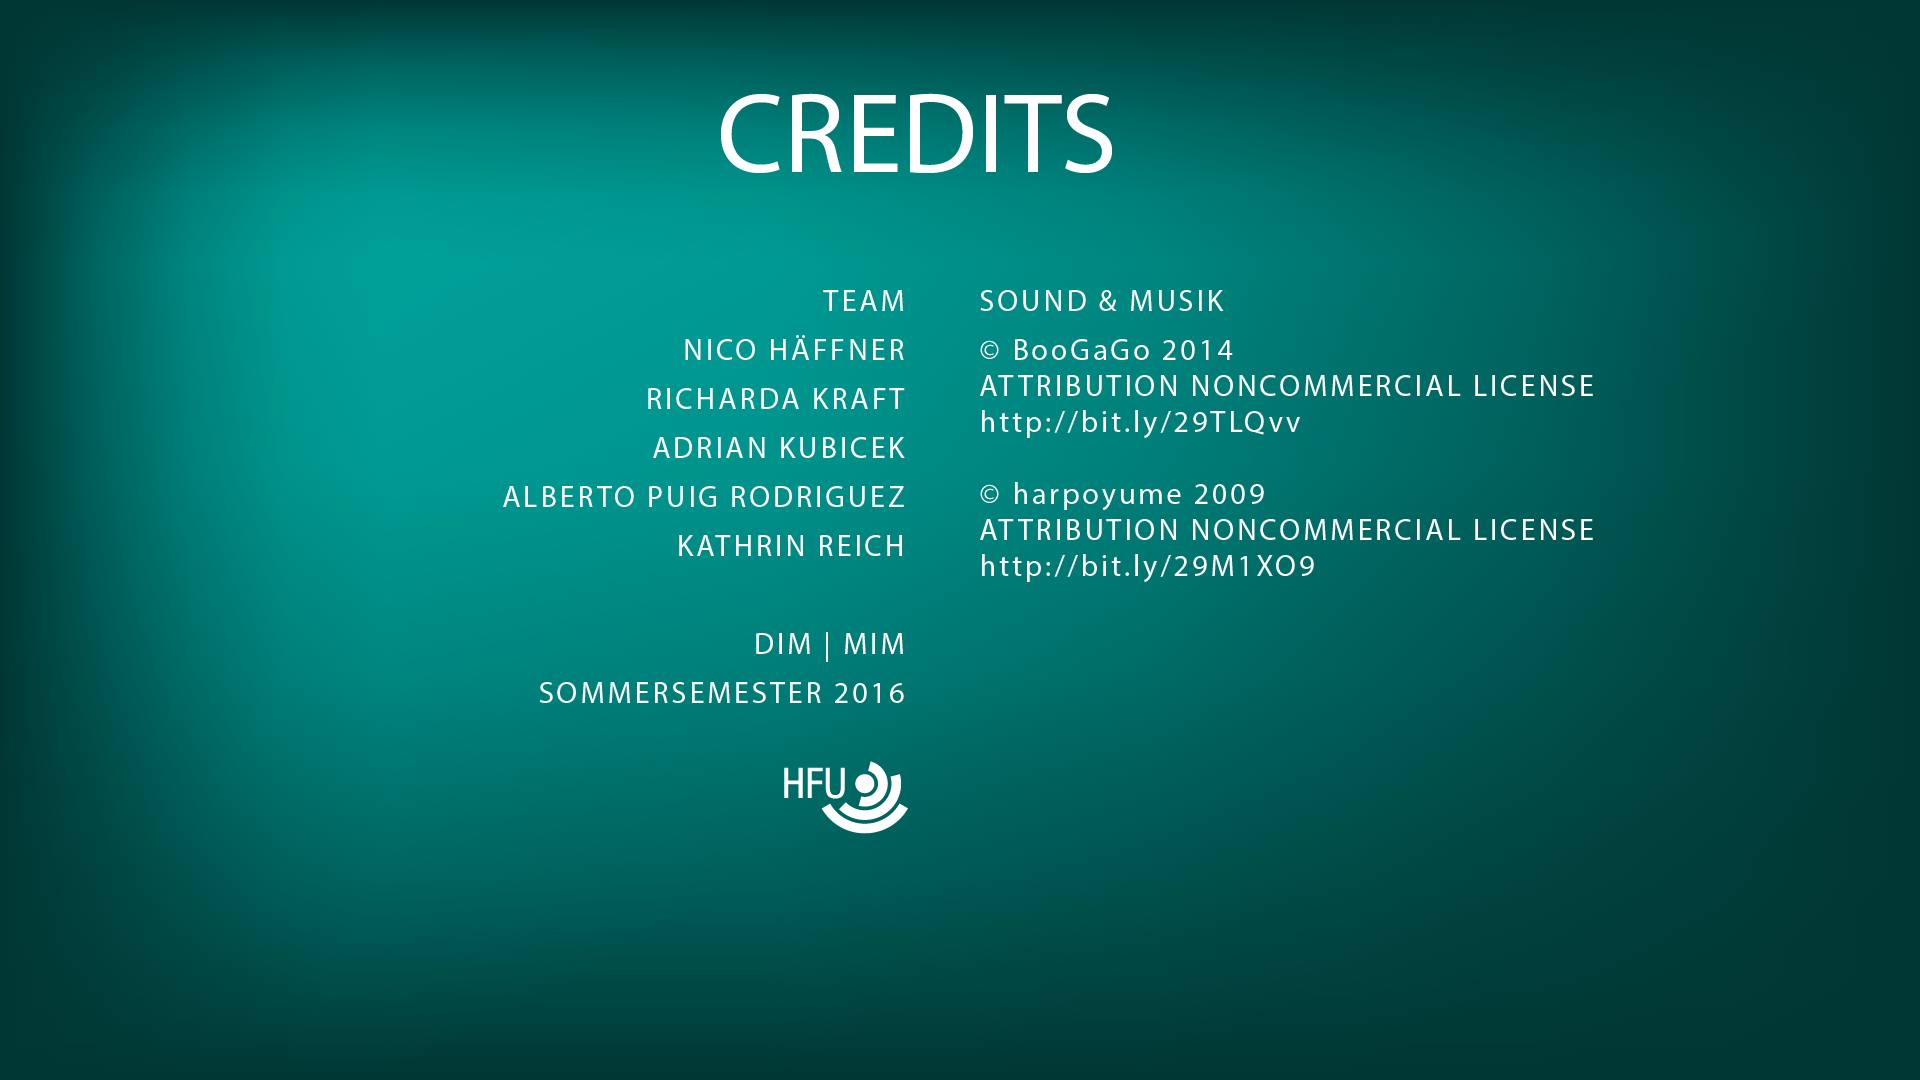 CREDITS
TEAM
NICO HÄFFNER
RICHARDA KRAFT
ADRIAN KUBICEK
ALBERTO PUIG RODRIGUEZ
KATHRIN REICH
DIM | MIM
SOMMERSEMESTER 2016
HFU
SOUND & MUSIK
© BooGaGo 2014
ATTRIBUTION NONCOMMERCIAL LICENSE
http://bit.ly/29TLQvv
© harpoyume 2009
ATTRIBUTION NONCOMMERCIAL LICENSE
http://bit.ly/29M1XO9